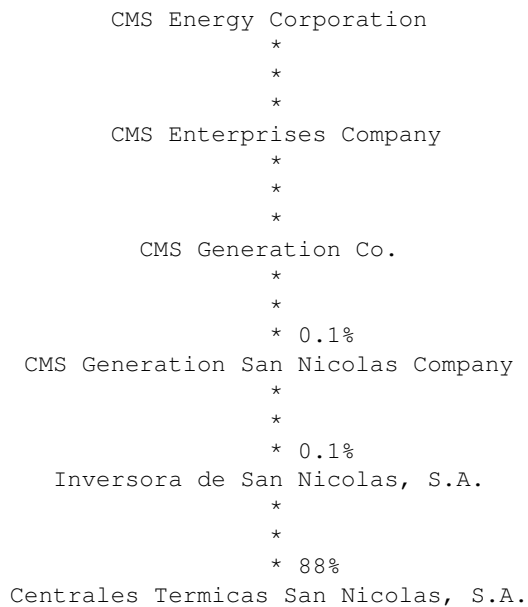 CMS Energy Corporation
*
*
*
CMS Enterprises Company
*
*
*
CMS Generation Co.
*
*
* 0.1%
CMS Generation San Nicolas Company
*
*
* 0.1%
Inversora de San Nicolas, S.A.
*
*
* 88%
Centrales Termicas San Nicolas, S.A.